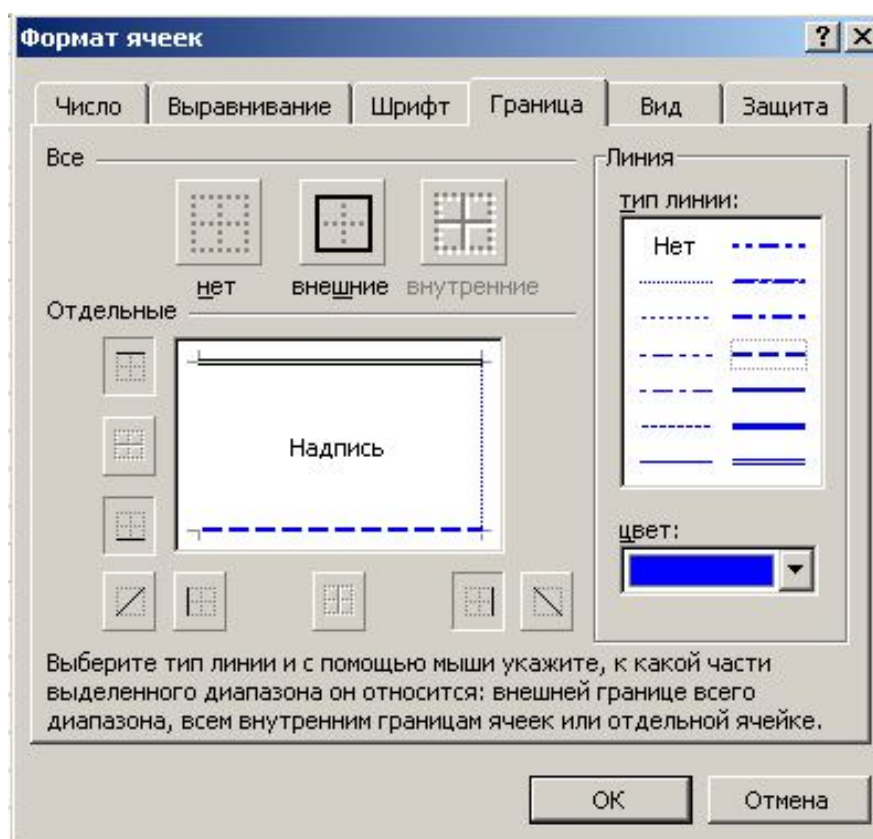 Формат ячеек
Число Выравнивание Шрифт Граница Вид Защита
Все
нет внешние внутренние
Отдельные
Надпись
Линия
тип линии:
Нет
цвет:
Выберите тип линии и с помощью мыши укажите, к какой части
выделенного диапазона он относится: внешней границе всего
диапазона, всем внутренним границам ячеек или отдельной ячейке.
ОК Отмена